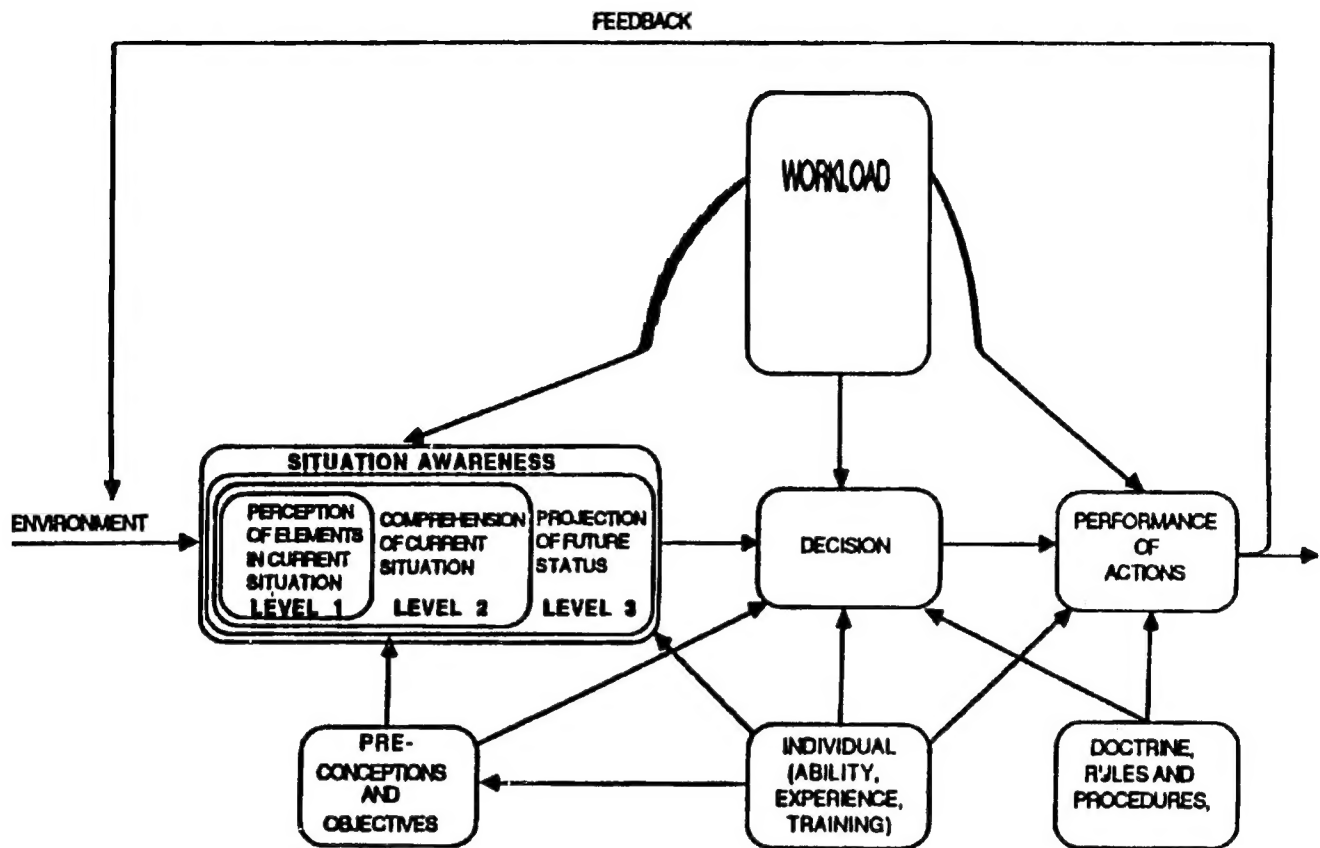 FEEDBACK
WORKLOAD
SITUATION AWARENESS
ENVIRONMENT
PERCEPTION
OF ELEMENTS
IN CURRENT
SITUATION
LEVEL 1
COMPREHENSION
OF CURRENT
SITUATION
LEVEL 2
PROJECTION
OF FUTURE
STATUS
LEVEL 3
DECISION
PERFORMANCE
OF
ACTIONS
PRE-
CONCEPTIONS
AND
OBJECTIVES
INDIVIDUAL
(ABILITY,
EXPERIENCE,
TRAINING)
DOCTRINE,
RULES AND
PROCEDURES,